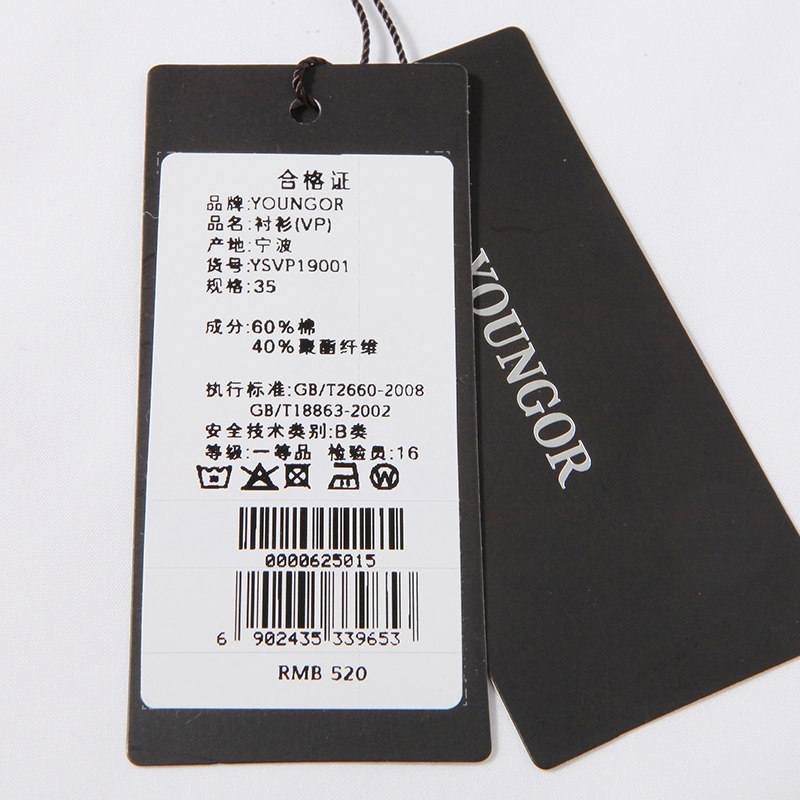 合格证
品牌:YOUNGOR
品名:衬衫(VP)
产地:宁波
货号:YSVP19001
规格:35
成分:60%棉
40%聚酯纤维
执行标准:GB/T2660-2008
GB/T18863-2002
安全技术类别:B类
等级:一等品 检验员:16
W
0000625015
6 902435 339653
RMB 520
YOUNGOR